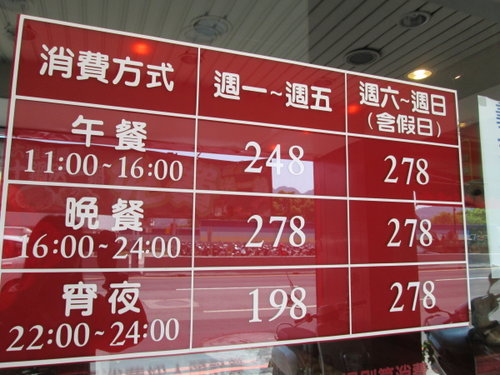 消費方式 週一~週五 週六~週日
(含假日)
午餐
11:00~16:00 248 278
晚餐
16:00~24:00 278 278
宵夜
22:00~24:00 198 278